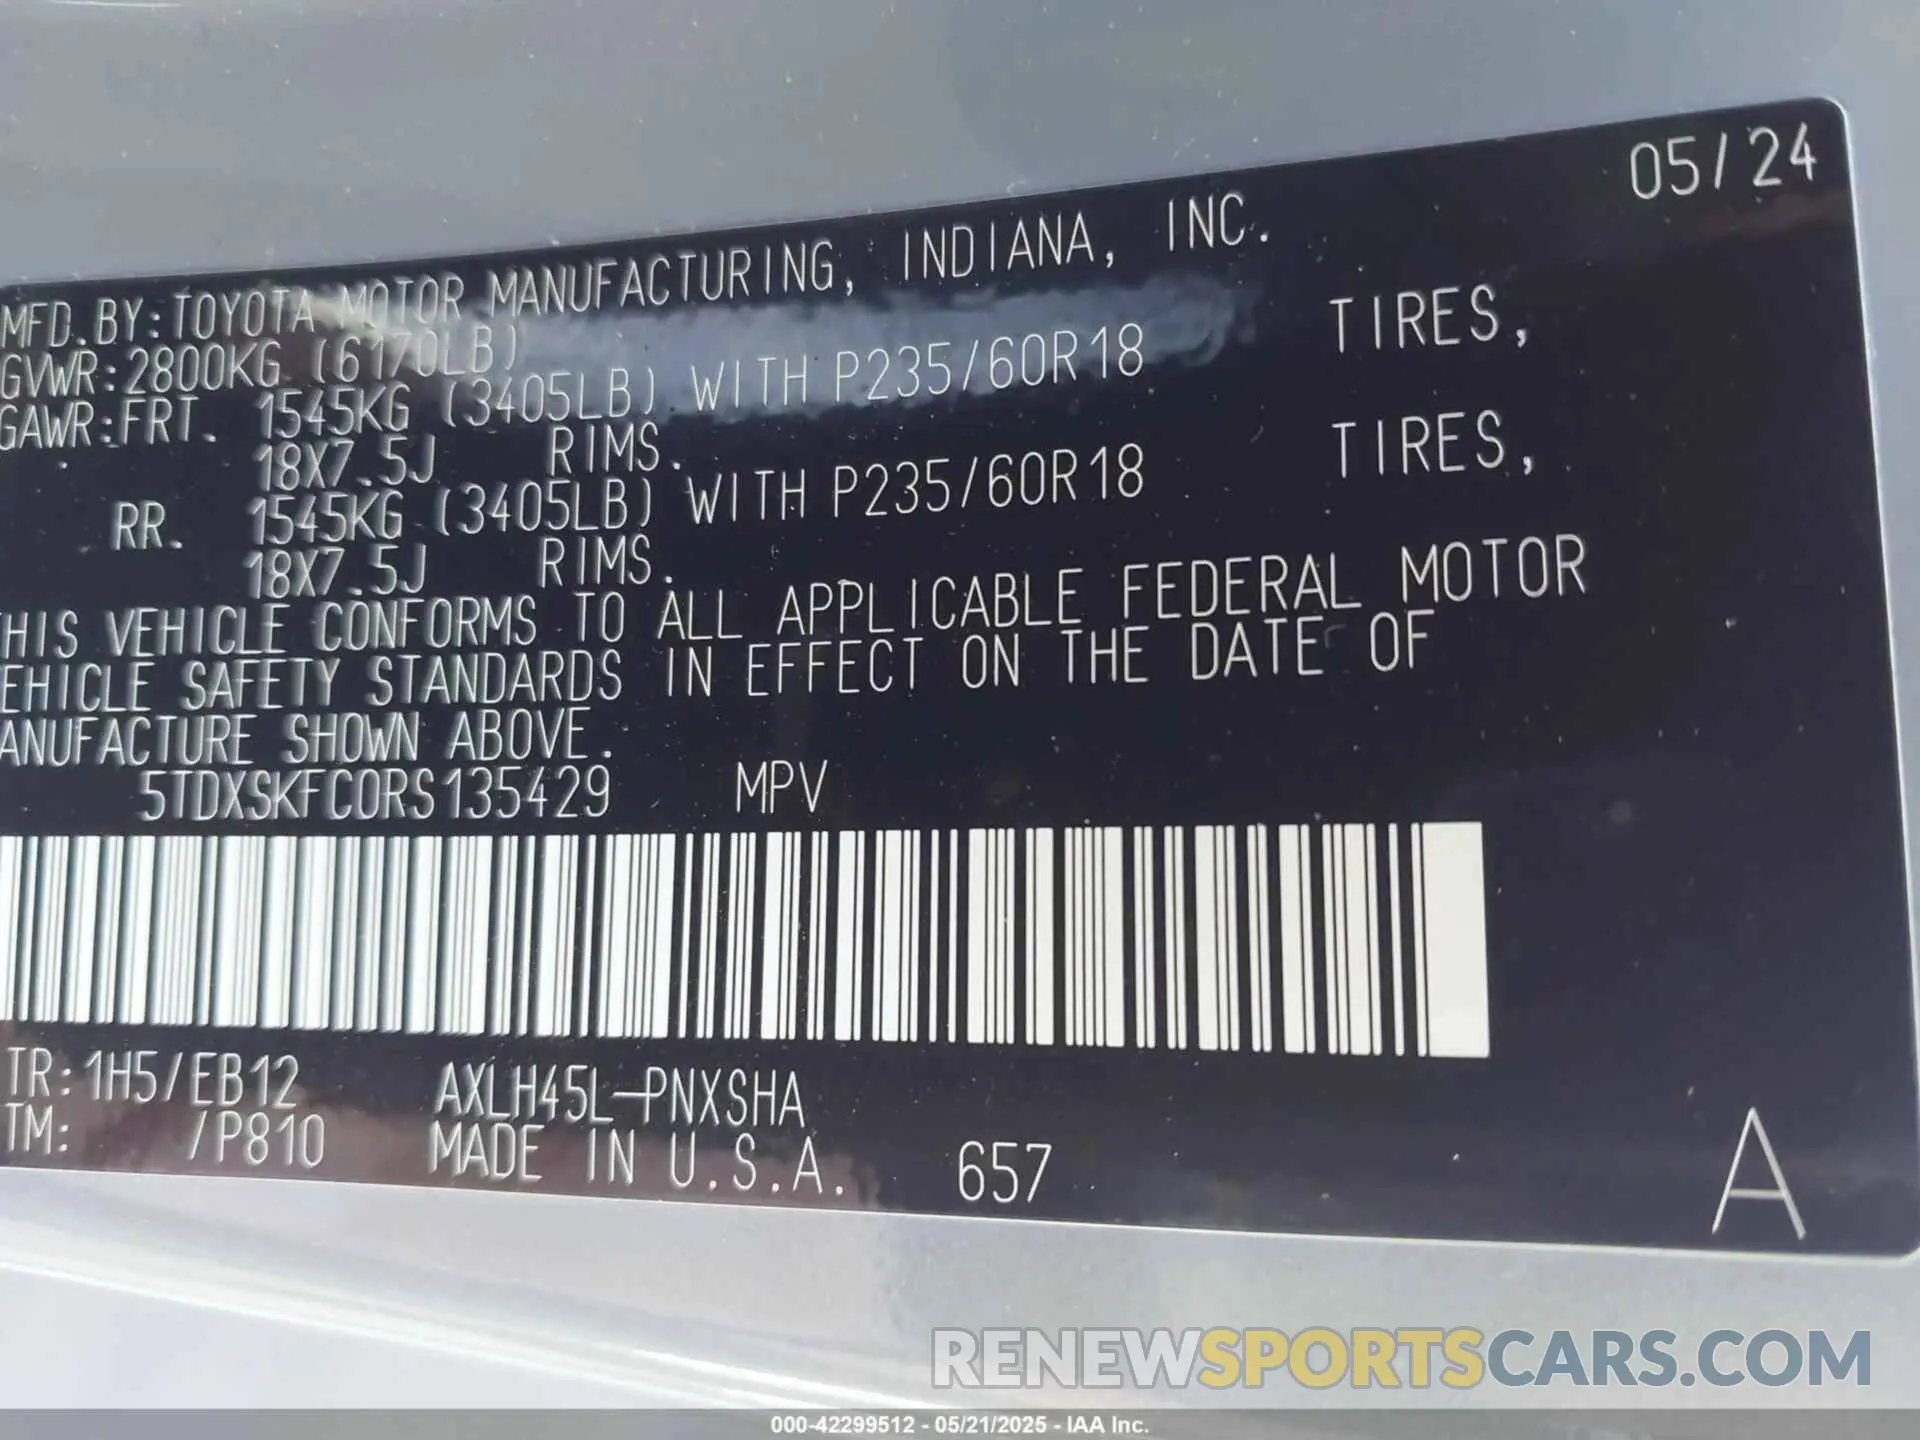 05/24
MFD. BY: TOYOTA MOTOR MANUFACTURING, INDIANA, INC.
GVWR: 2800KG (6170LB)
GAWR: FRT. 1545KG (3405LB) WITH P235/60R18 TIRES,
18X7.5J RIMS.
RR. 1545KG (3405LB) WITH P235/60R18 TIRES,
18X7.5J RIMS.
HIS VEHICLE CONFORMS TO ALL APPLICABLE FEDERAL MOTOR
EHICLE SAFETY STANDARDS IN EFFECT ON THE DATE OF
ANUFACTURE SHOWN ABOVE.
5TDXSKFC0RS135429 MPV
TR: 1H5/EB12 AXLH45L-PNXSHA
TM: /P810 MADE IN U.S.A. 657 A
RENEWSPORTSCARS.COM
000-42299512 - 05/21/2025 - IAA Inc.